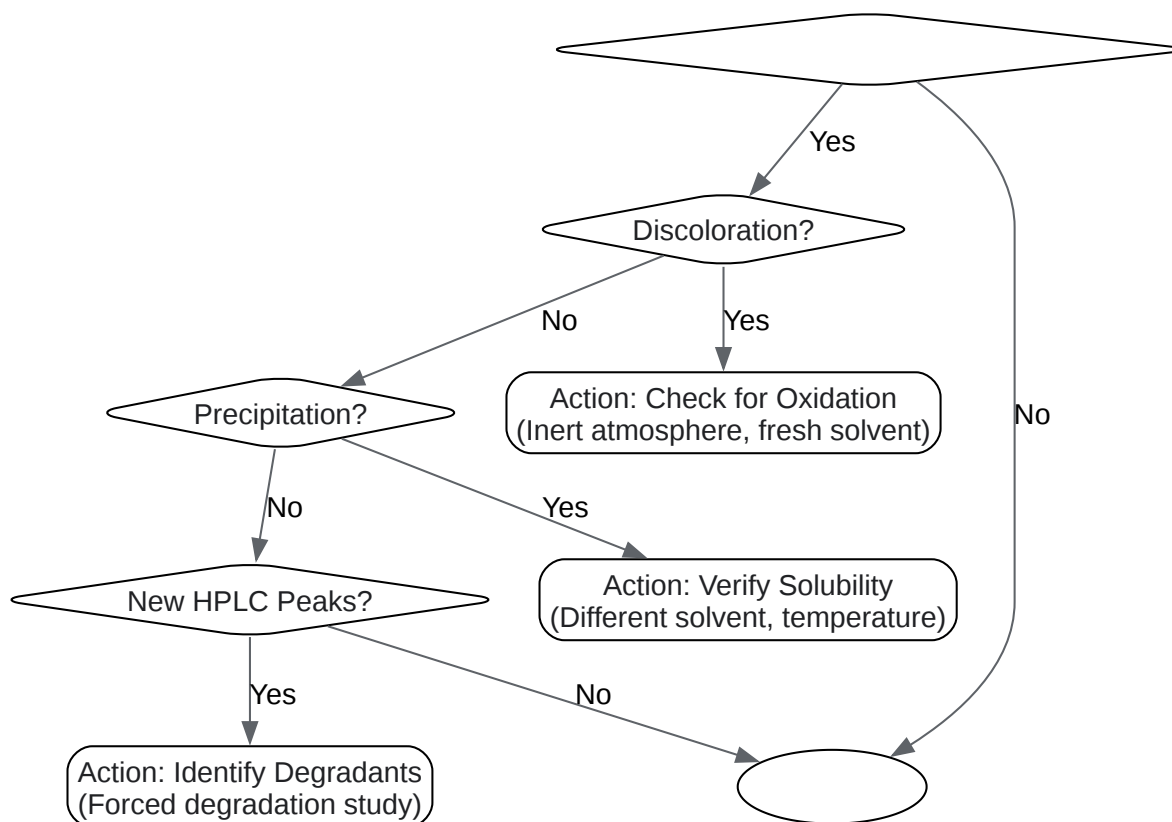 Yes
Discoloration?
No
Yes
Action: Check for Oxidation
(Inert atmosphere, fresh solvent)
Precipitation?
No
No
Yes
Action: Verify Solubility
(Different solvent, temperature)
New HPLC Peaks?
Yes
No
Action: Identify Degradants
(Forced degradation study)